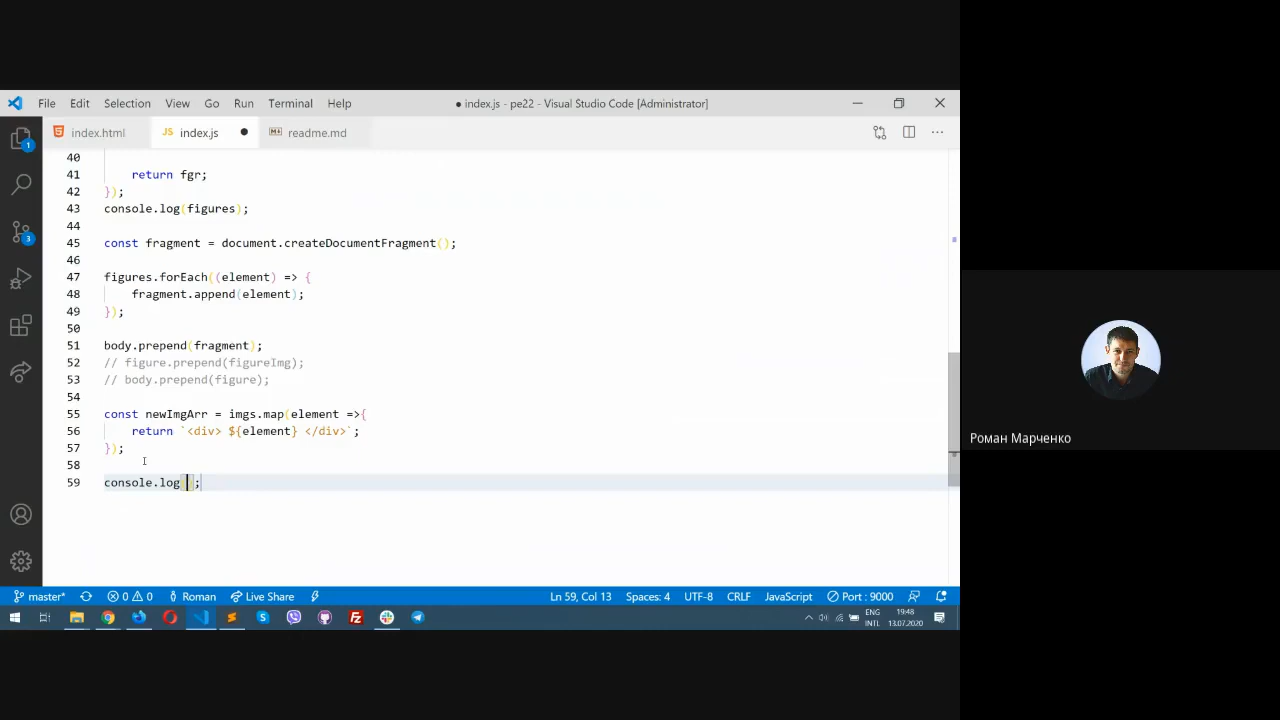 File Edit Selection View Go Run Terminal Help ● index.js - pe22 - Visual Studio Code [Administrator]
index.html JS index.js ● readme.md
1
40
41 return fgr;
42 });
43 console.log(figures);
44
3
45 const fragment = document.createDocumentFragment();
46
47 figures.forEach((element) => {
48 fragment.append(element);
49 });
50
51 body.prepend(fragment);
52 // figure.prepend(figureImg);
53 // body.prepend(figure);
54
55 const newImgArr = imgs.map(element =>{
56 return `<div> ${element} </div>`;
57 });
58
59 console.log();
Роман Марченко
master* 0 0 Roman Live Share Ln 59, Col 13 Spaces: 4 UTF-8 CRLF JavaScript Port : 9000
ENG 19:48
INTL 13.07.2020